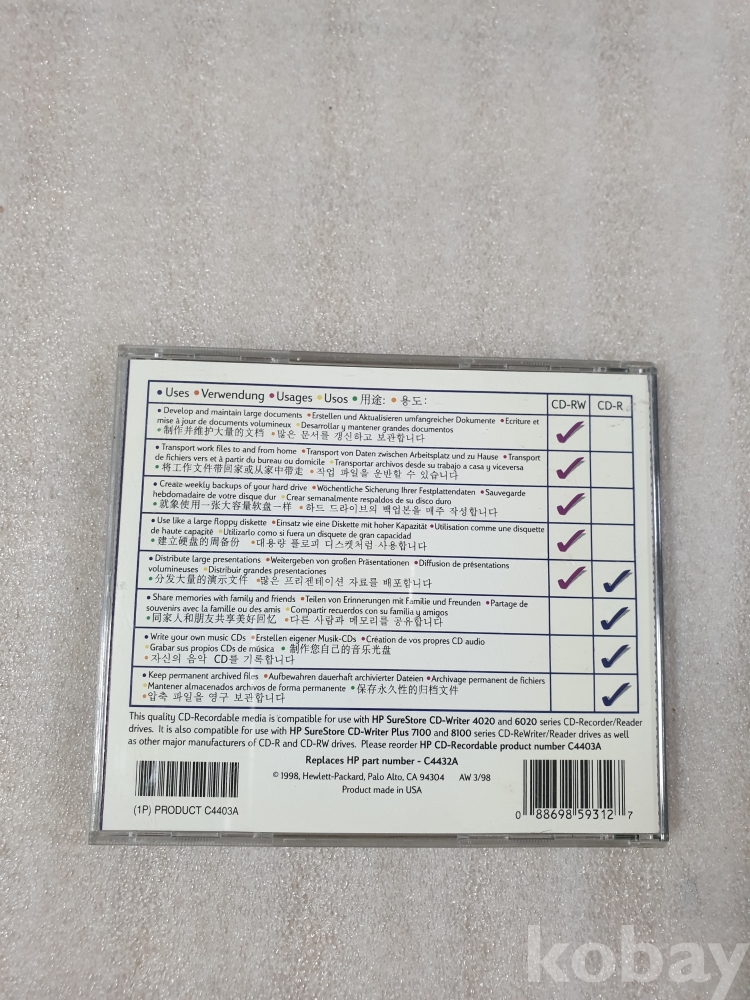 • Uses • Verwendung • Usages • Usos • 用途: • 용도:
CD-RW CD-R
• Develop and maintain large documents • Erstellen und Aktualisieren umfangreicher Dokumente • Ecriture et
mise à jour de documents volumineux • Desarrollar y mantener grandes documentos
• 制作并维护大量的文档 • 많은 문서를 갱신하고 보관합니다
• Transport work files to and from home • Transport von Daten zwischen Arbeitsplatz und zu Hause • Transport
de fichiers vers et à partir du bureau ou domicile • Transportar archivos desde su trabajo a casa y viceversa
• 将工作文件带回家或从家中带走 • 작업 파일을 운반할 수 있습니다
• Create weekly backups of your hard drive • Wöchentliche Sicherung Ihrer Festplattendaten • Sauvegarde
hebdomadaire de votre disque dur • Crear semanalmente respaldos de su disco duro
• 就象使用一张大容量软盘一样 • 하드 드라이브의 백업본을 매주 작성합니다
• Use like a large floppy diskette • Einsatz wie eine Diskette mit hoher Kapazität • Utilisation comme une disquette
de haute capacité • Utilizarlo como si fuera un disquete de gran capacidad
• 建立硬盘的周备份 • 대용량 플로피 디스켓처럼 사용합니다
• Distribute large presentations • Weitergeben von großen Präsentationen • Diffusion de présentations
volumineuses • Distribuir grandes presentaciones
• 分发大量的演示文件 • 많은 프리젠테이션 자료를 배포합니다
• Share memories with family and friends • Teilen von Erinnerungen mit Familie und Freunden • Partage de
souvenirs avec la famille ou des amis • Compartir recuerdos con su familia y amigos
• 同家人和朋友共享美好回忆 • 다른 사람과 메모리를 공유합니다
• Write your own music CDs • Erstellen eigener Musik-CDs • Création de vos propres CD audio
• Grabar sus propios CDs de música • 制作您自己的音乐光盘
• 자신의 음악 CD를 기록합니다
• Keep permanent archived files • Aufbewahren dauerhaft archivierter Dateien • Archivage permanent de fichiers
• Mantener almacenados archivos de forma permanente • 保存永久性的归档文件
• 압축 파일을 영구 보관합니다
This quality CD-Recordable media is compatible for use with HP SureStore CD-Writer 4020 and 6020 series CD-Recorder/Reader
drives. It is also compatible for use with HP SureStore CD-Writer Plus 7100 and 8100 series CD-ReWriter/Reader drives as well
as other major manufacturers of CD-R and CD-RW drives. Please reorder HP CD-Recordable product number C4403A
Replaces HP part number - C4432A
© 1998, Hewlett-Packard, Palo Alto, CA 94304 AW 3/98
Product made in USA
(1P) PRODUCT C4403A
0 88698 59312 7
kobay